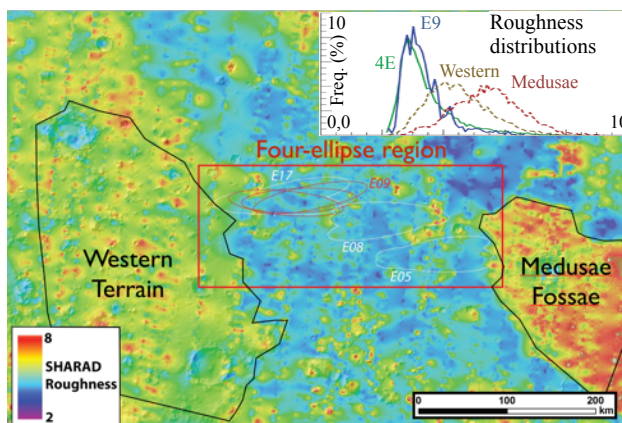 10
E9
Roughness
distributions
Freq. (%)
4E
Western
Medusae
0
.0
10
Four-ellipse region
E17
E09
E08
E05
Western
Terrain
Medusae
Fossae
8
SHARAD
Roughness
2
0
100
200
km